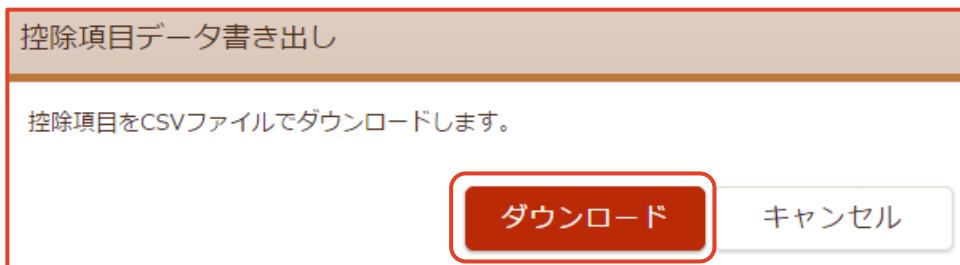 控除項目データ書き出し
控除項目をCSVファイルでダウンロードします。
ダウンロード キャンセル